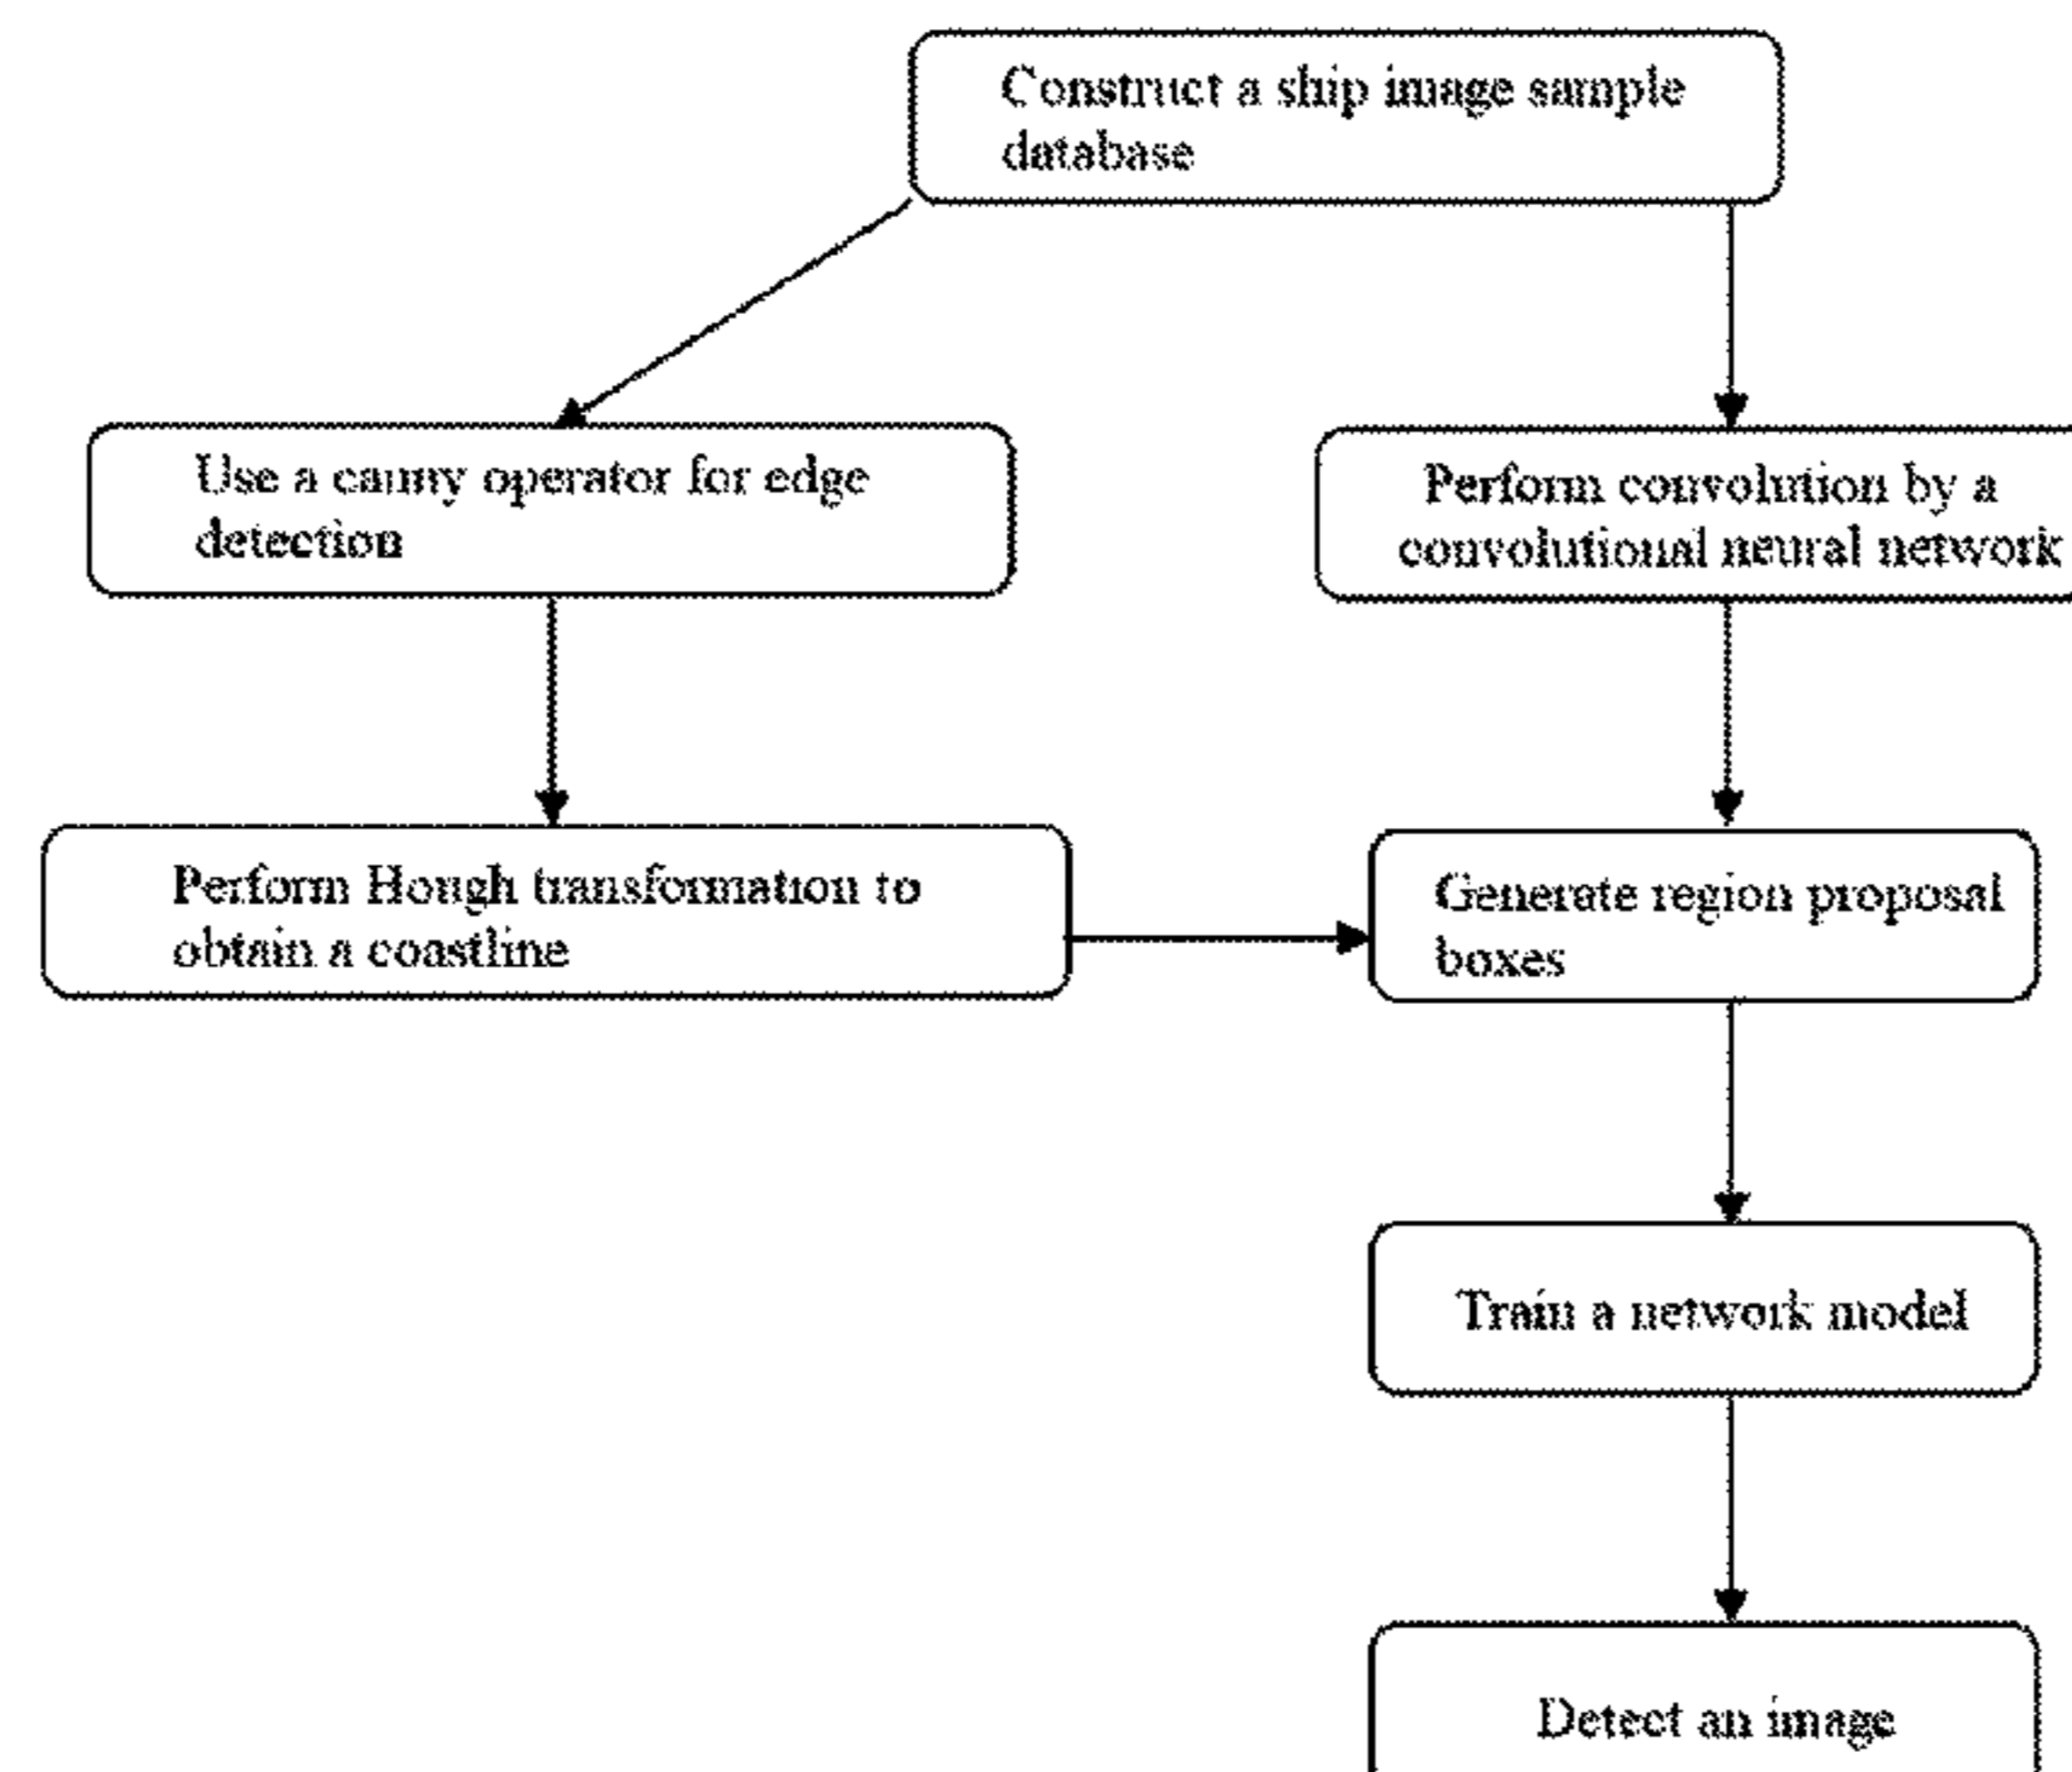 Construct a ship image sample
database
Use a canny operator for edge
detection
Perform convolution by a
convolutional neural network
Perform Hough transformation to
obtain a coastline
Generate region proposal
boxes
Train a network model
Detect an image